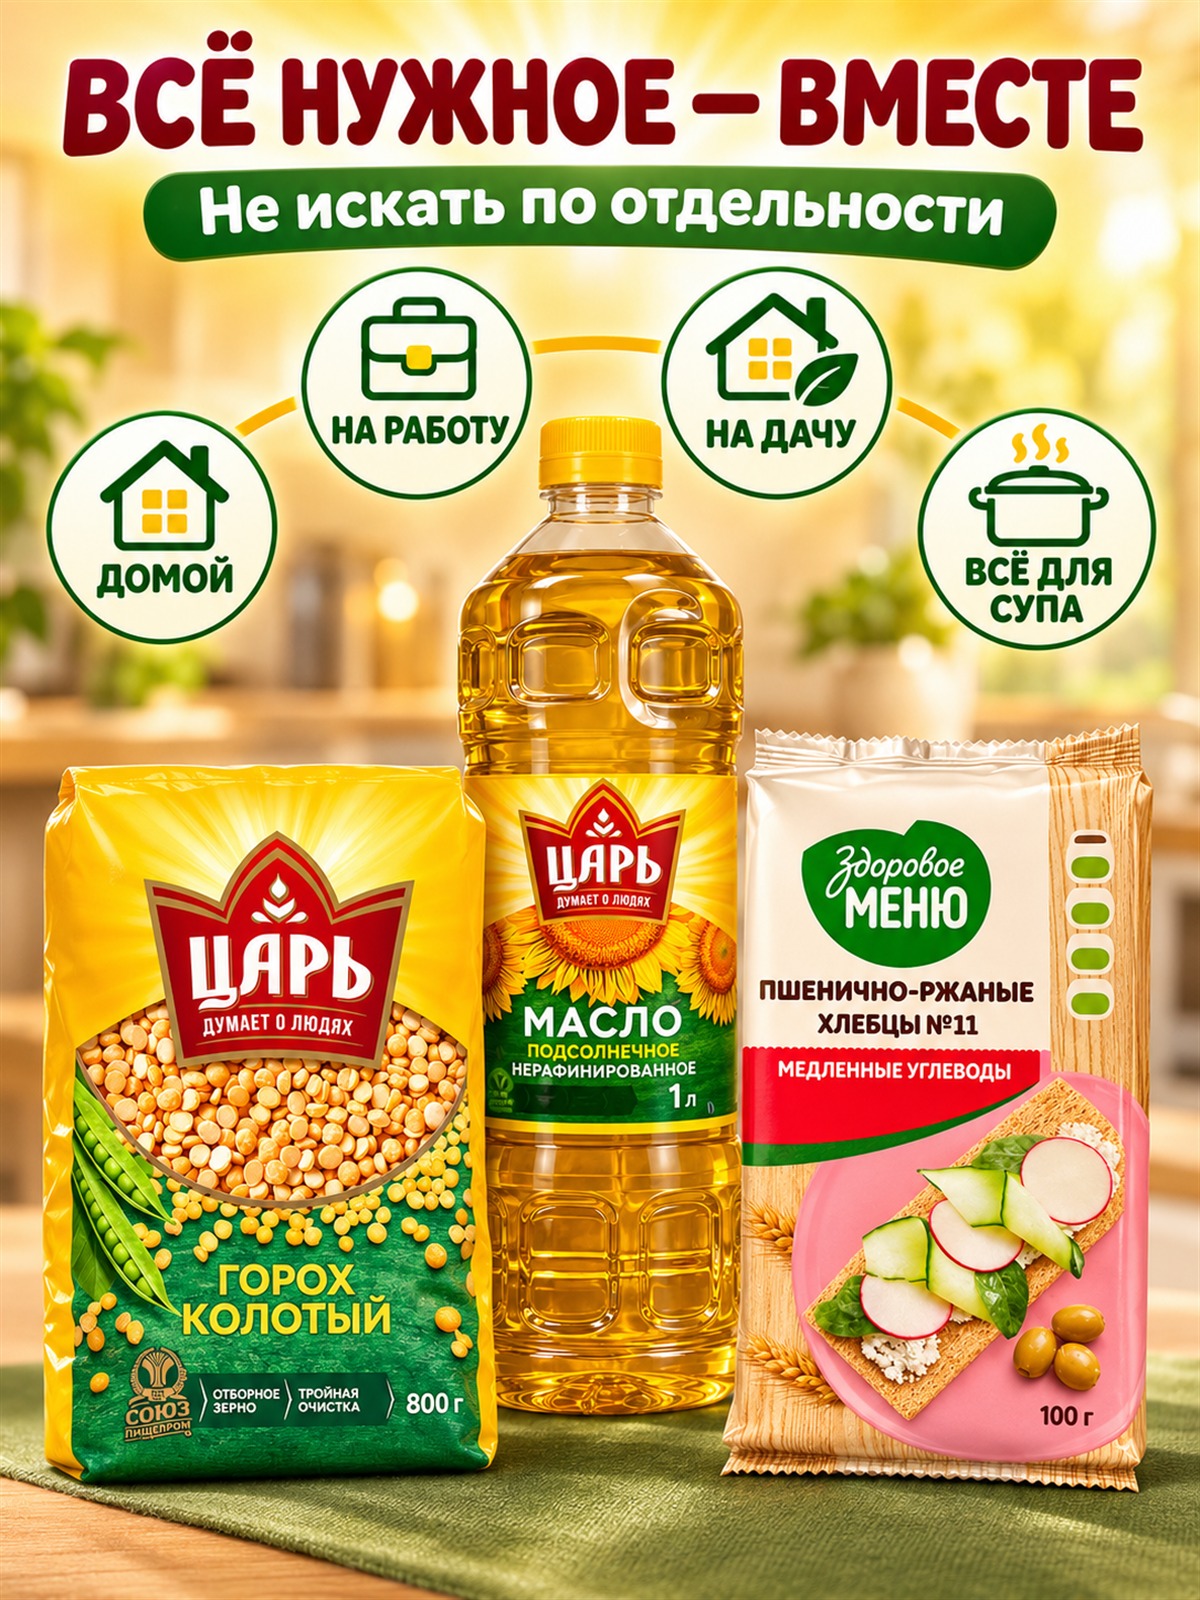 ВСЁ НУЖНОЕ – ВМЕСТЕ
Не искать по отдельности
ДОМОЙ
НА РАБОТУ
НА ДАЧУ
ВСЁ ДЛЯ
СУПА
ЦАРЬ
ДУМАЕТ О ЛЮДЯХ
ГОРОХ
КОЛОТЫЙ
СОЮЗ
ПИЩЕПРОМ
ОТБОРНОЕ
ЗЕРНО
ТРОЙНАЯ
ОЧИСТКА
800 г
ЦАРЬ
ДУМАЕТ О ЛЮДЯХ
МАСЛО
ПОДСОЛНЕЧНОЕ
НЕРАФИНИРОВАННОЕ
1 л
Здоровое
МЕНЮ
ПШЕНИЧНО-РЖАНЫЕ
ХЛЕБЦЫ №11
МЕДЛЕННЫЕ УГЛЕВОДЫ
100 г